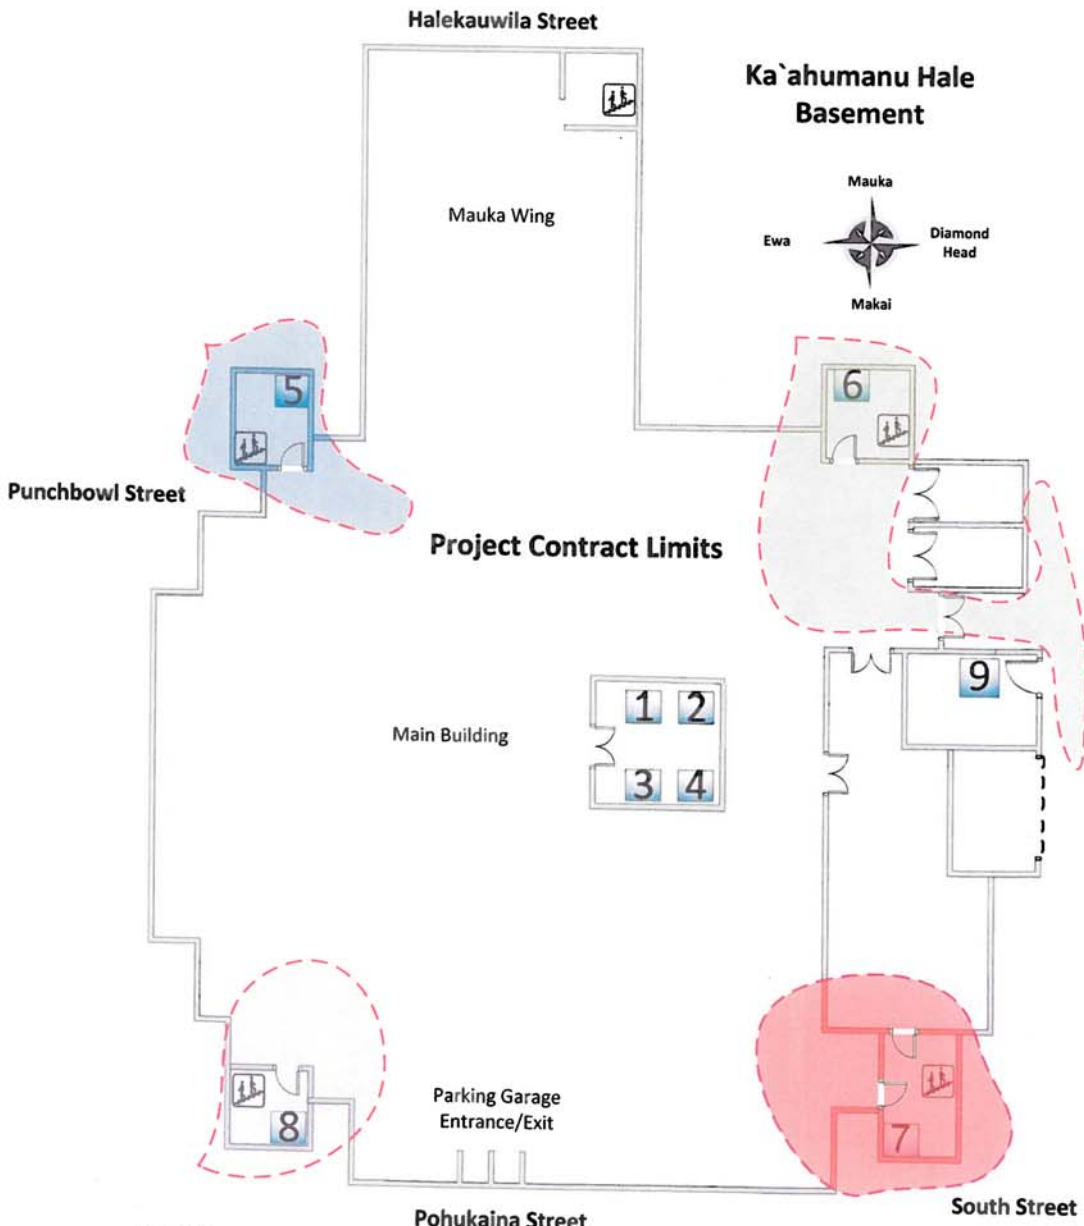 Halekauwila Street
Ka`ahumanu Hale
Basement
Mauka
Ewa
Diamond
Head
Makai
Mauka Wing
5
6
Punchbowl Street
Project Contract Limits
9
1 2
Main Building
3 4
Parking Garage
Entrance/Exit
8
7
South Street
Pohukaina Street